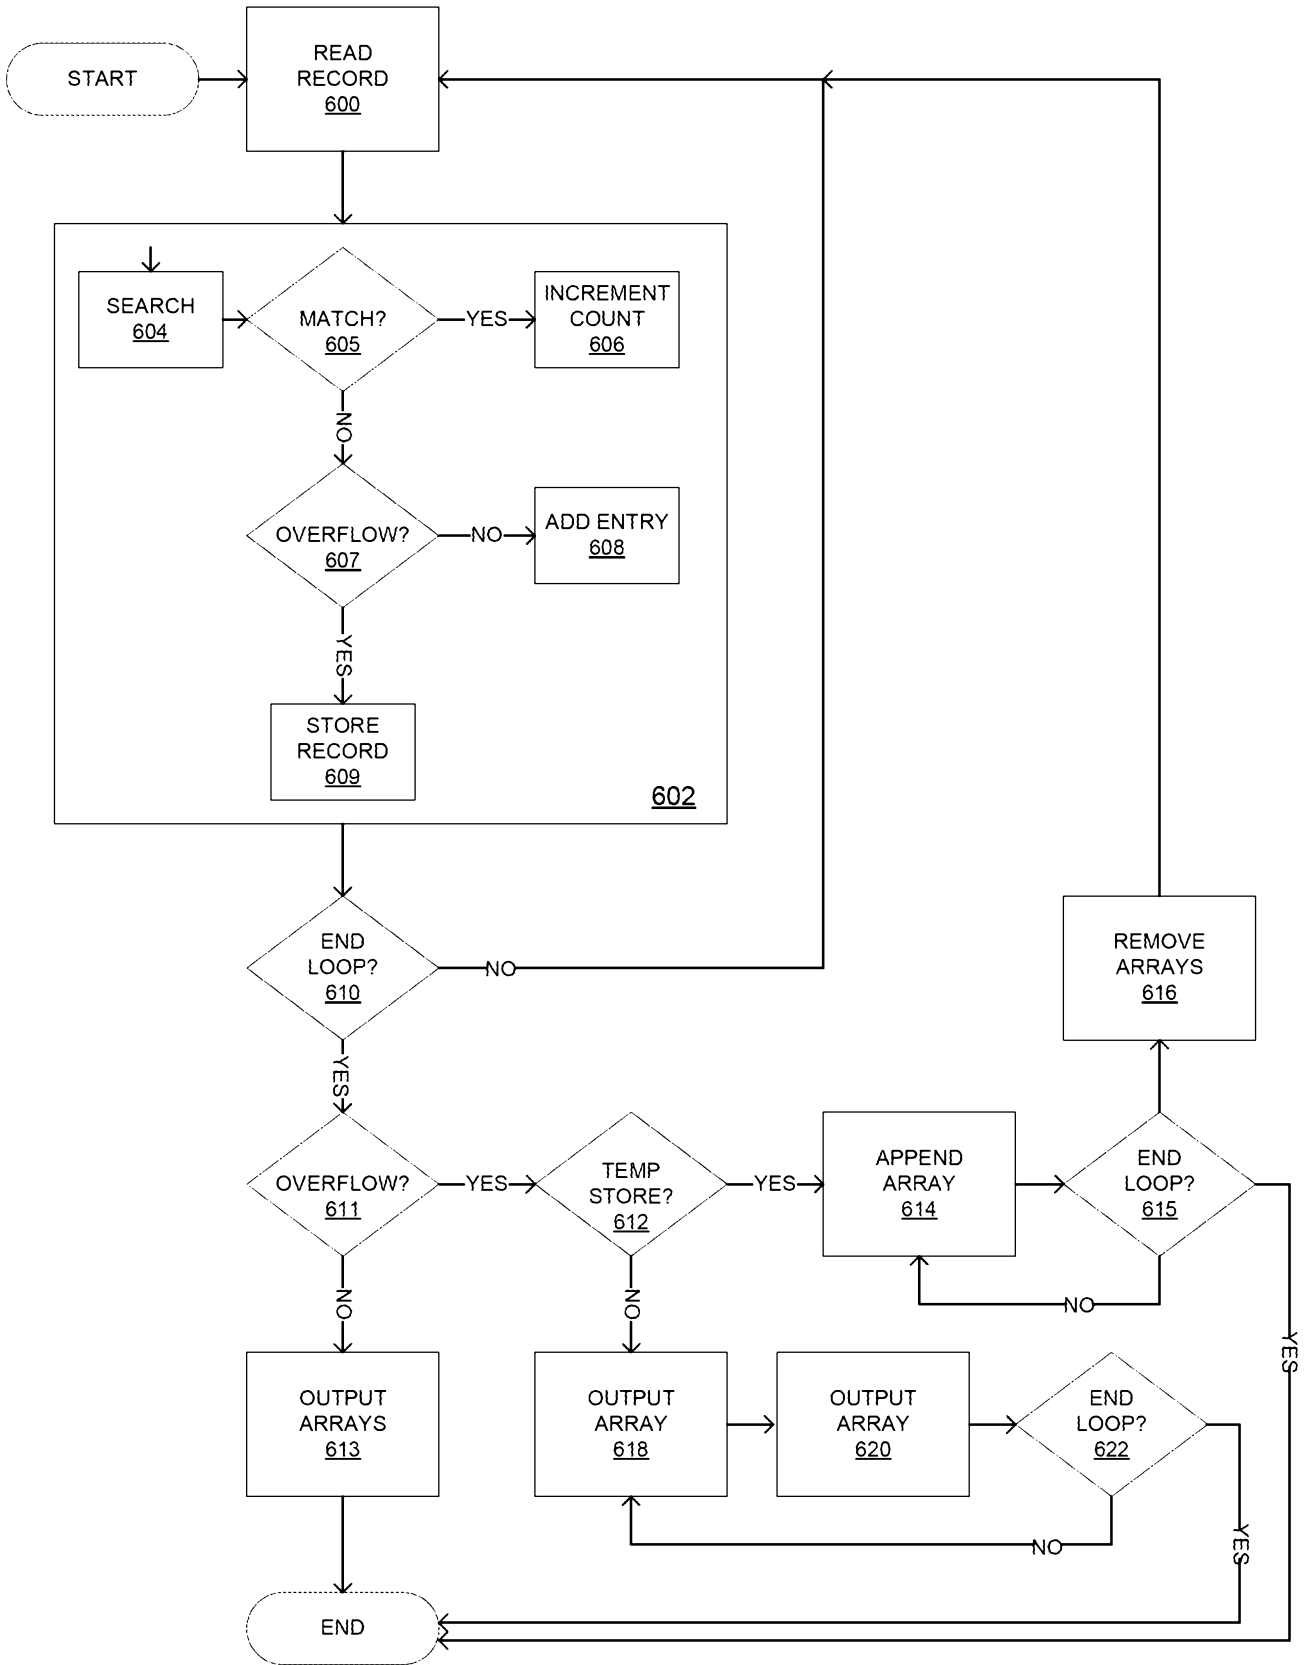 START
READ
RECORD
600
SEARCH
604
MATCH?
605
YES
INCREMENT
COUNT
606
NO
OVERFLOW?
607
NO
ADD ENTRY
608
YES
STORE
RECORD
609
602
END
LOOP?
610
NO
REMOVE
ARRAYS
616
YES
OVERFLOW?
611
YES
TEMP
STORE?
612
YES
APPEND
ARRAY
614
END
LOOP?
615
NO
NO
NO
YES
OUTPUT
ARRAYS
613
OUTPUT
ARRAY
618
OUTPUT
ARRAY
620
END
LOOP?
622
NO
YES
END